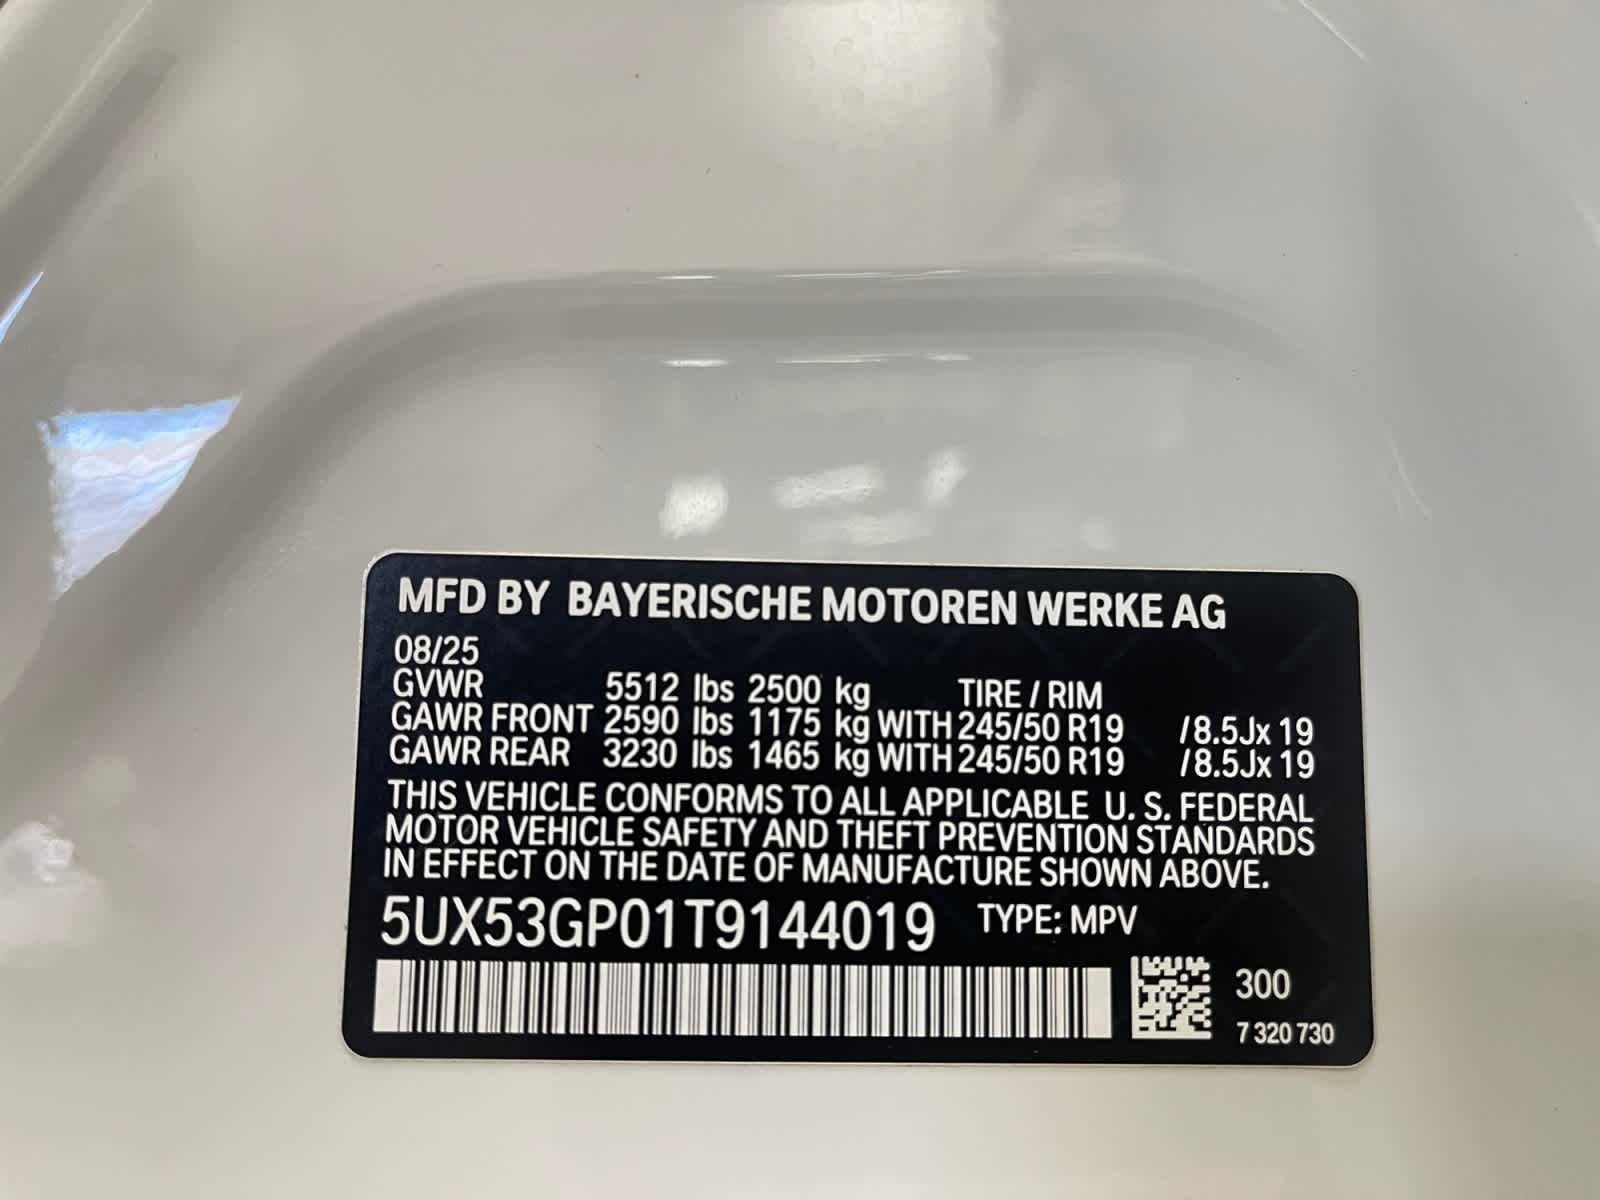 MFD BY BAYERISCHE MOTOREN WERKE AG
08/25
GVWR 5512 lbs 2500 kg TIRE / RIM
GAWR FRONT 2590 lbs 1175 kg WITH 245/50 R19 /8.5Jx 19
GAWR REAR 3230 lbs 1465 kg WITH 245/50 R19 /8.5Jx 19
THIS VEHICLE CONFORMS TO ALL APPLICABLE U. S. FEDERAL
MOTOR VEHICLE SAFETY AND THEFT PREVENTION STANDARDS
IN EFFECT ON THE DATE OF MANUFACTURE SHOWN ABOVE.
5UX53GP01T9144019 TYPE: MPV
300
7 320 730